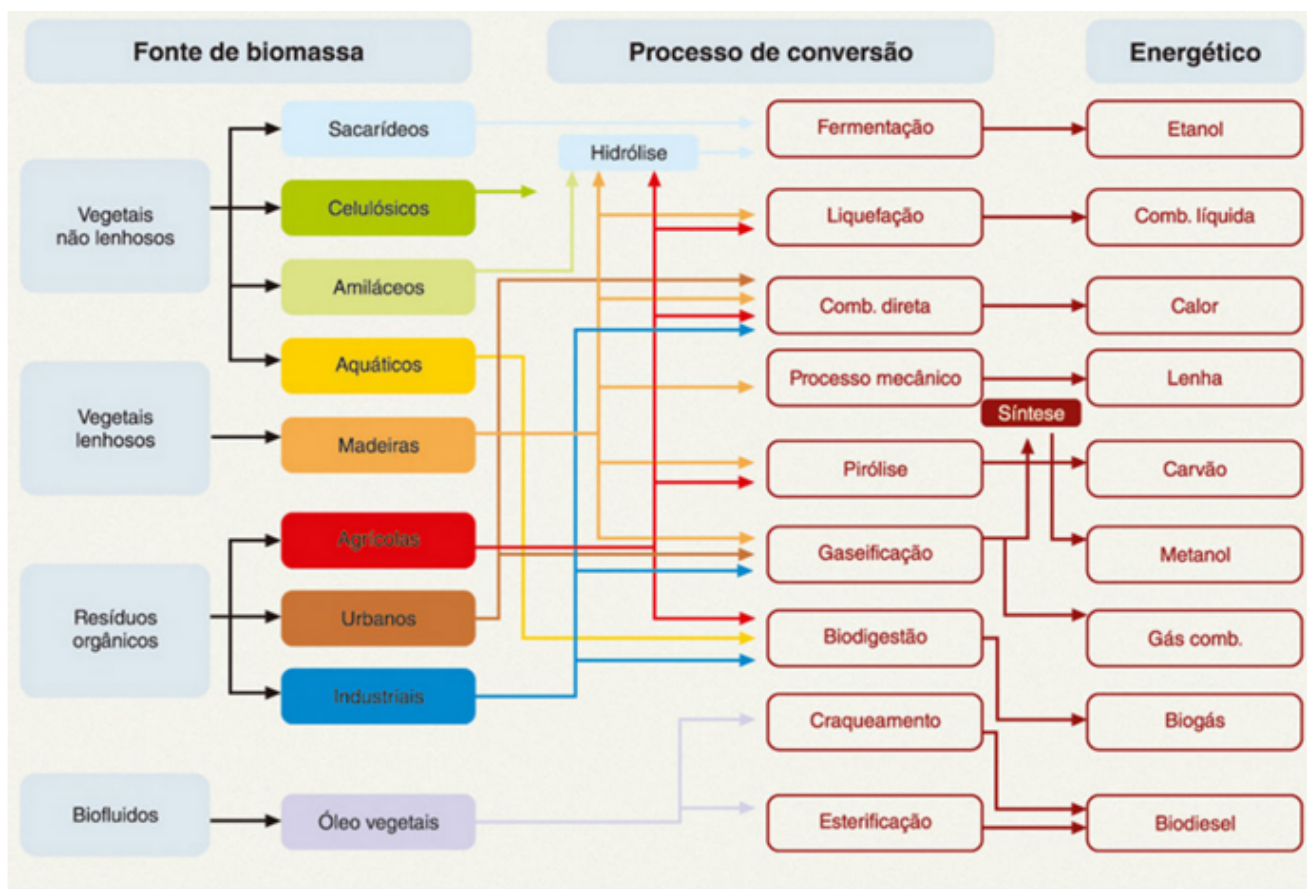 Fonte de biomassa
Processo de conversão
Energético
Vegetais
não lenhosos
Vegetais
lenhosos
Resíduos
orgânicos
Biofluidos
Sacarídeos
Celulósicos
Amiláceos
Aquáticos
Madeiras
Agrícolas
Urbanos
Industriais
Óleo vegetais
Hidrólise
Fermentação
Liquefação
Comb. direta
Processo mecânico
Síntese
Pirólise
Gaseificação
Biodigestão
Craqueamento
Esterificação
Etanol
Comb. líquida
Calor
Lenha
Carvão
Metanol
Gás comb.
Biogás
Biodiesel